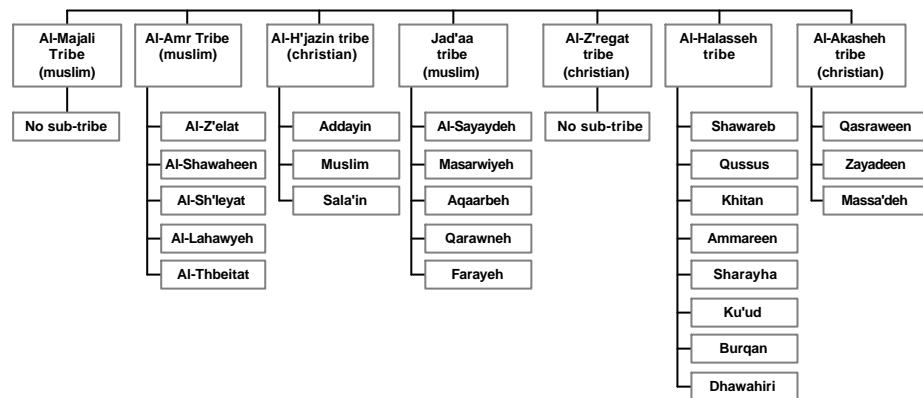 Al-Majali
Tribe
(muslim)
No sub-tribe
Al-Amr Tribe
(muslim)
Al-Z'elat
Al-Shawaheen
Al-Sh'leyat
Al-Lahawyeh
Al-Thbeitat
Al-H'jazin tribe
(christian)
Addayin
Muslim
Sala'in
Jad'aa
tribe
(muslim)
Al-Sayaydeh
Masarwiyeh
Aqaarbeh
Qarawneh
Farayeh
Al-Z'regat
tribe
(christian)
No sub-tribe
Al-Halasseh
tribe
Shawareb
Qussus
Khitan
Ammareen
Sharayha
Ku'ud
Burqan
Dhawahiri
Al-Akasheh
tribe
(christian)
Qasraween
Zayadeen
Massa'deh